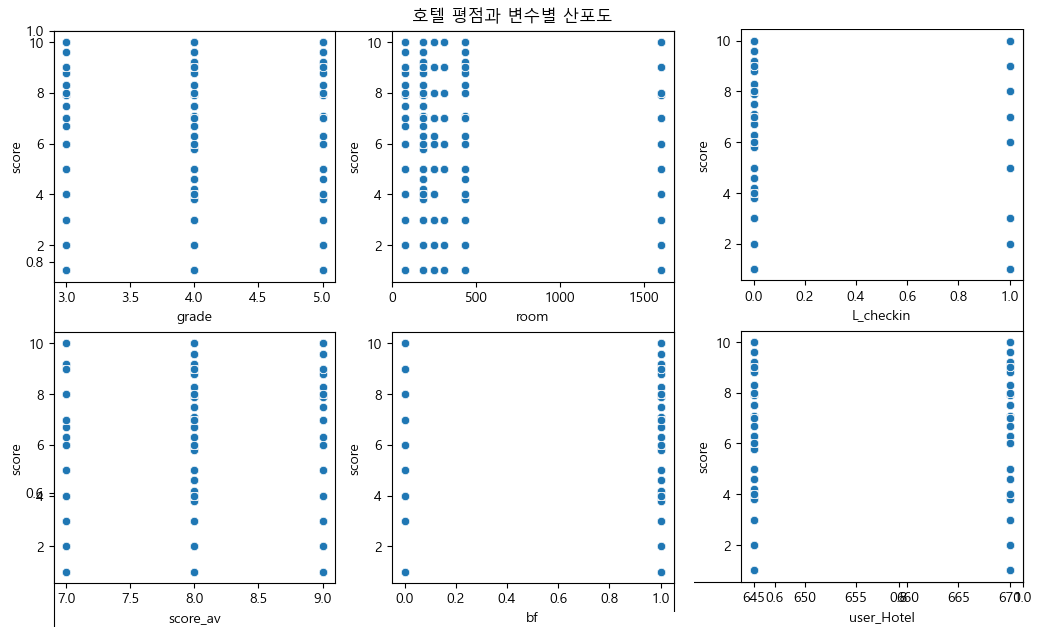 호텔 평점과 변수별 산포도
1.0
10 10 10
8 8 8
score score score
6 6 6
4 4 4
2 2 2
0.8
3.0 3.5 4.0 4.5 5.0 0 500 1000 1500 0.0 0.2 0.4 0.6 0.8 1.0
grade room L_checkin
10 10 10
8 8 8
score score score
6 6 6
0.6 4 4 4
2 2 2
7.0 7.5 8.0 8.5 9.0 0.0 0.2 0.4 0.6 0.8 1.0 645 0.6 650 655 0.8 660 665 670 1.0
score_av bf user_Hotel